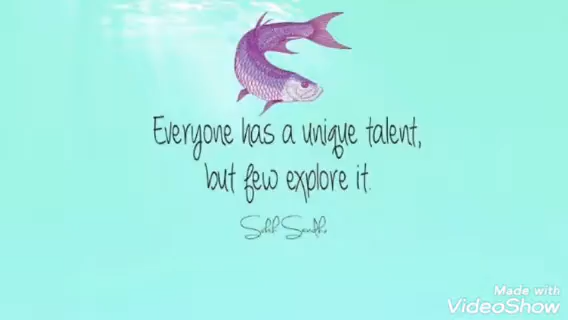 Everyone has a unique talent,
but few explore it.
Made with
VideoShow